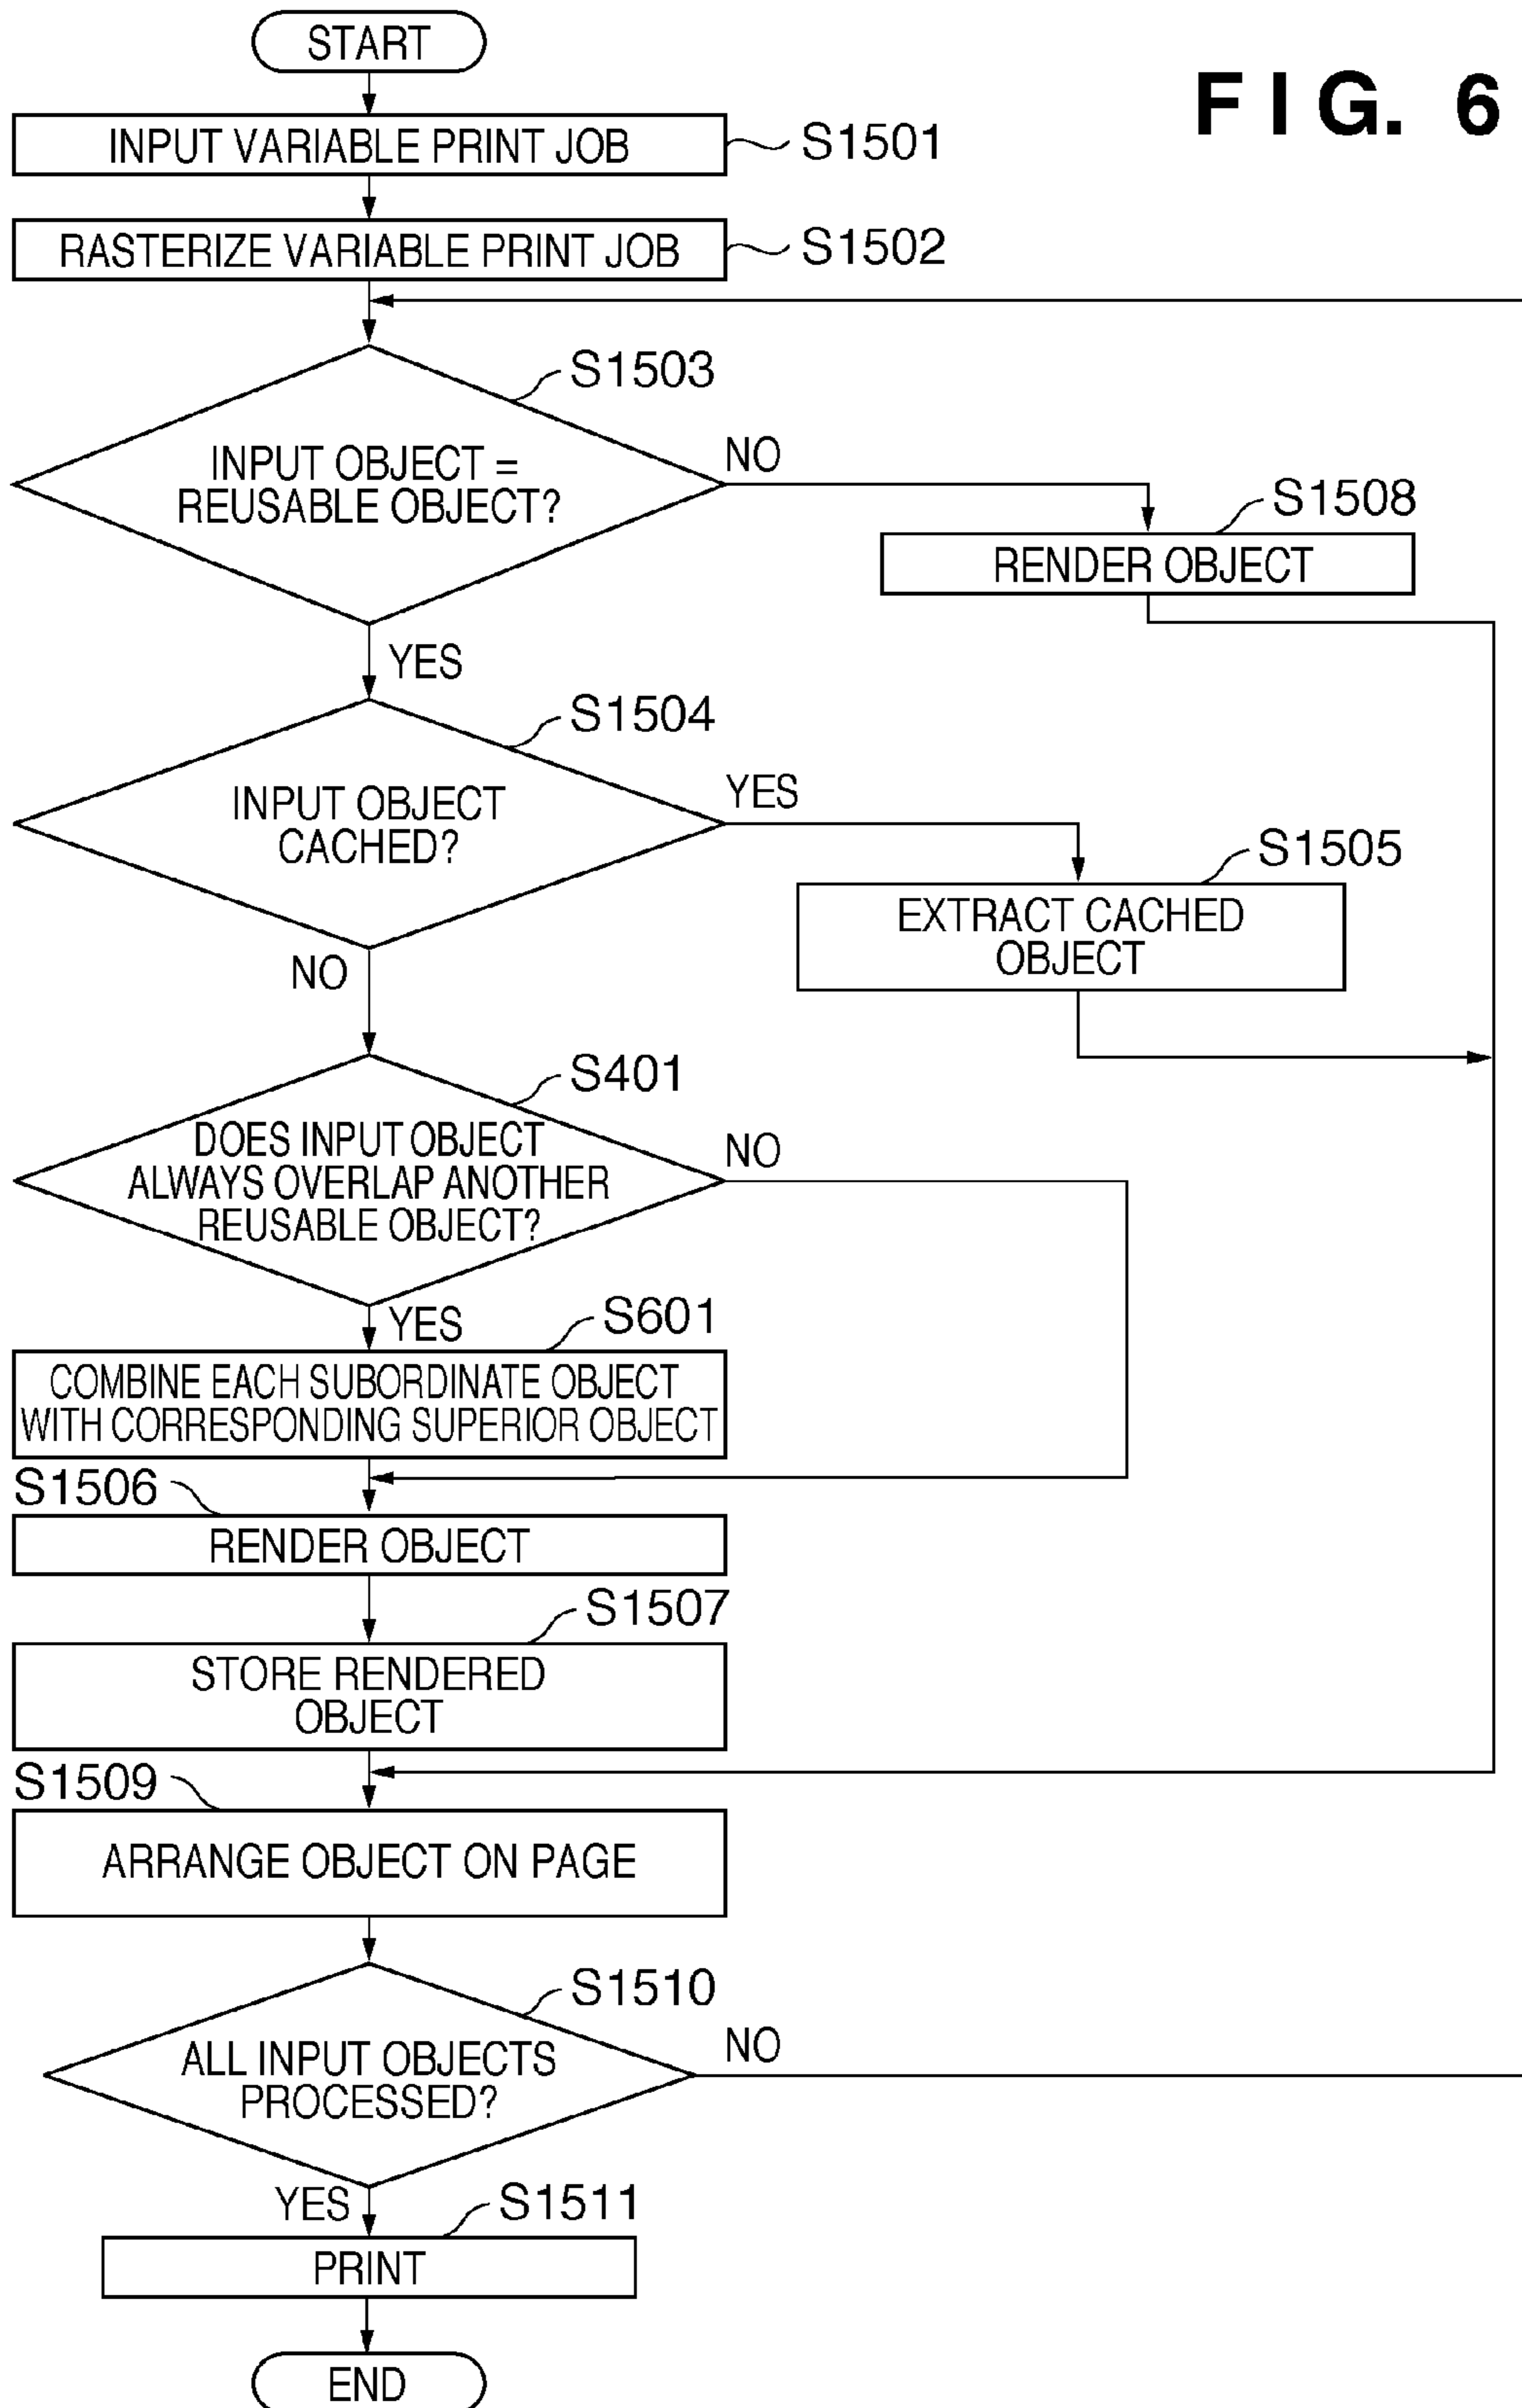 START
FIG. 6
INPUT VARIABLE PRINT JOB
S1501
RASTERIZE VARIABLE PRINT JOB
S1502
S1503
INPUT OBJECT =
REUSABLE OBJECT?
NO
S1508
RENDER OBJECT
YES
S1504
INPUT OBJECT
CACHED?
YES
S1505
EXTRACT CACHED
OBJECT
NO
S401
DOES INPUT OBJECT
ALWAYS OVERLAP ANOTHER
REUSABLE OBJECT?
NO
YES
S601
COMBINE EACH SUBORDINATE OBJECT
WITH CORRESPONDING SUPERIOR OBJECT
S1506
RENDER OBJECT
S1507
STORE RENDERED
OBJECT
S1509
ARRANGE OBJECT ON PAGE
S1510
ALL INPUT OBJECTS
PROCESSED?
NO
YES
S1511
PRINT
END